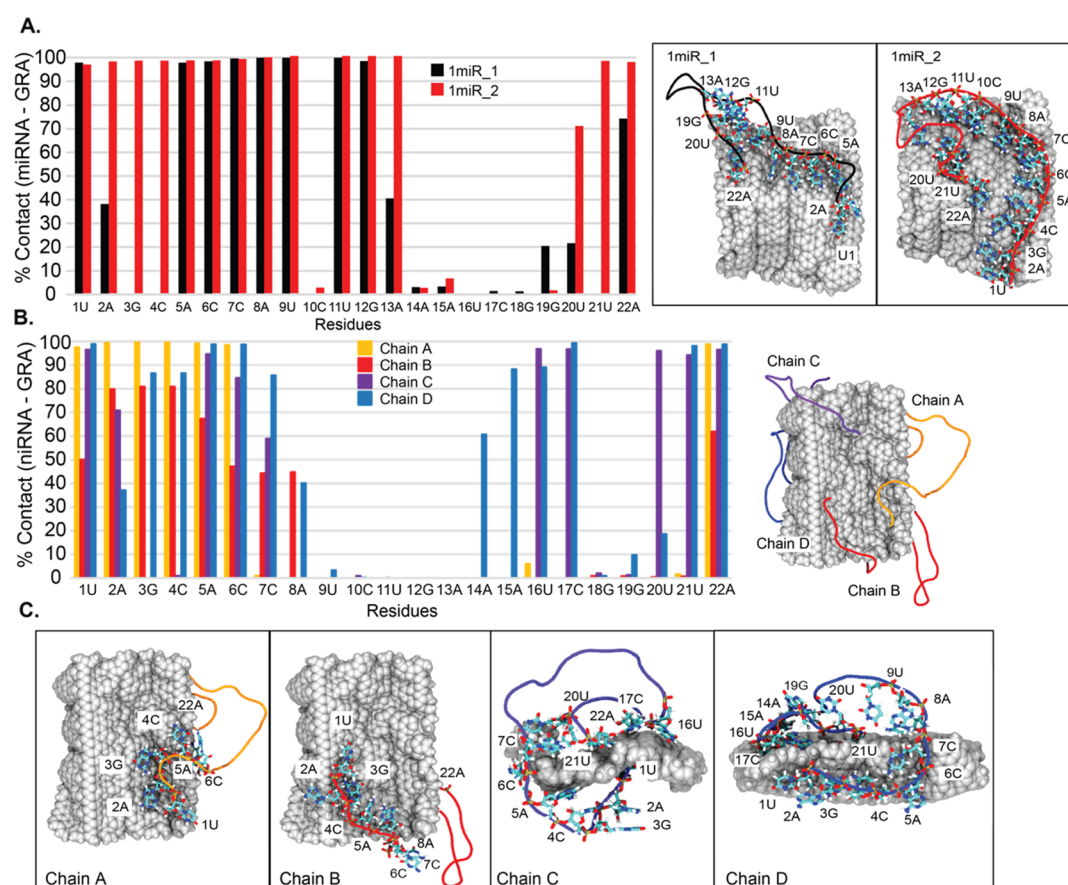 A.
% Contact (miRNA - GRA)
100
90
80
70
60
50
40
30
20
10
0
1miR_1
1miR_2
1U 2A 3G 4C 5A 6C 7C 8A 9U 10C 11U 12G 13A 14A 15A 16U 17C 18G 19G 20U 21U 22A
Residues
1miR_1
13A 12G 11U
19G
9U
20U
8A 7C 6C 5A
22A
2A
U1
1miR_2
13A 12G 11U 10C
9U
8A
7C
6C
5A
20U
21U
22A
4C
3G
2A
1U
B.
% Contact (niRNA - GRA)
100
90
80
70
60
50
40
30
20
10
0
Chain A
Chain B
Chain C
Chain D
1U 2A 3G 4C 5A 6C 7C 8A 9U 10C 11U 12G 13A 14A 15A 16U 17C 18G 19G 20U 21U 22A
Residues
Chain C
Chain A
Chain D
Chain B
C.
22A
4C
3G
5A
6C
2A
1U
Chain A
1U
2A
3G
22A
4C
5A
8A
7C
6C
Chain B
20U
17C
22A
16U
7C
21U
1U
6C
5A
2A
4C
3G
Chain C
9U
19G
20U
8A
14A
15A
16U
17C
21U
7C
6C
1U
2A
3G
4C
5A
Chain D